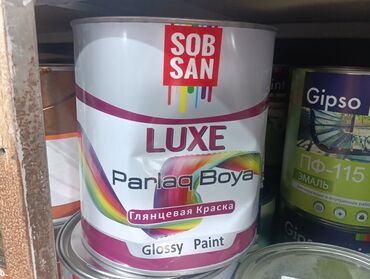 SOB
SAN
LUXE
Parlaq Boya
Глянцевая Краска
Glossy Paint
Gipso
ПФ-115
ЭМАЛЬ